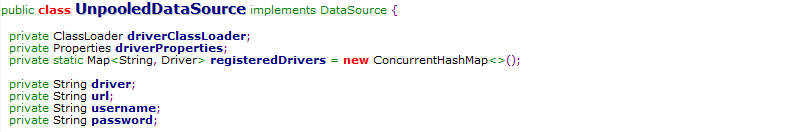 public class UnpooledDataSource implements DataSource {
private ClassLoader driverClassLoader;
private Properties driverProperties;
private static Map<String, Driver> registeredDrivers = new ConcurrentHashMap<>();
private String driver;
private String url;
private String username;
private String password;